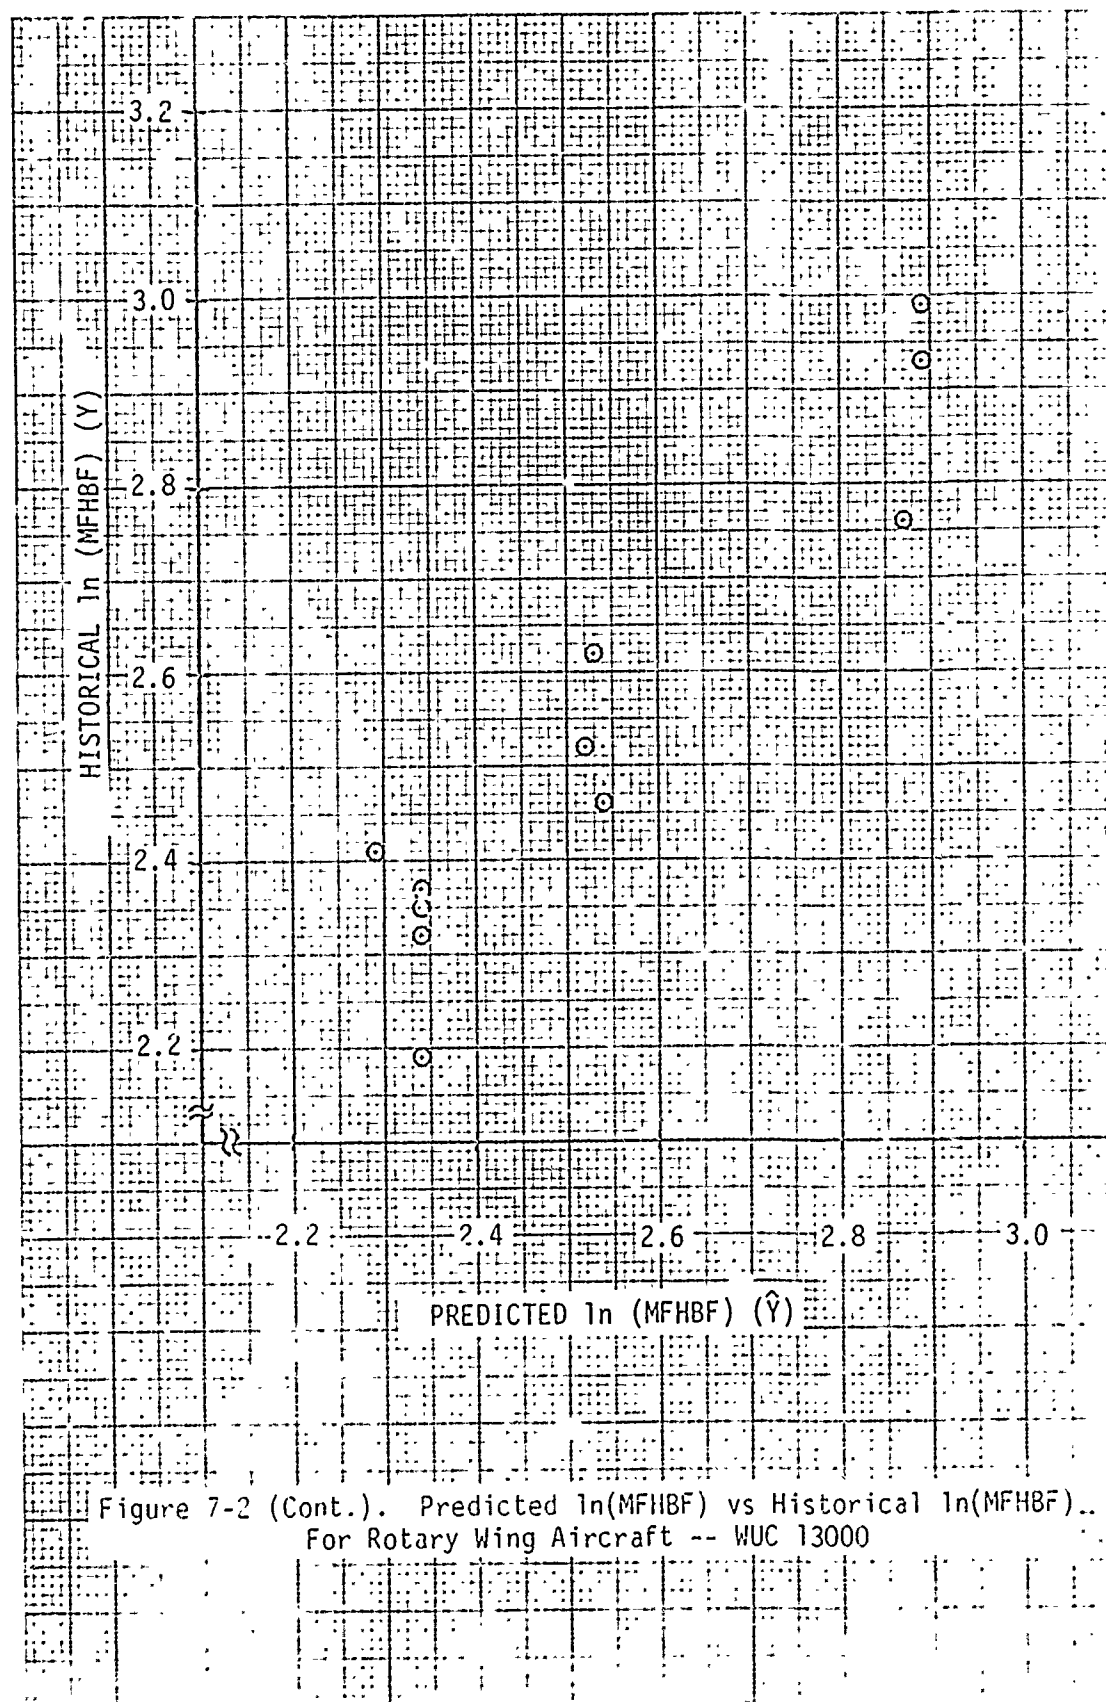 3.2
3.0
2.8
2.6
2.4
2.2
HISTORICAL ln (MFHBF) (Y)
2.2 2.4 2.6 2.8 3.0
PREDICTED ln (MFHBF) (Ŷ)
Figure 7-2 (Cont.). Predicted ln(MFHBF) vs Historical ln(MFHBF)
For Rotary Wing Aircraft -- WUC 13000